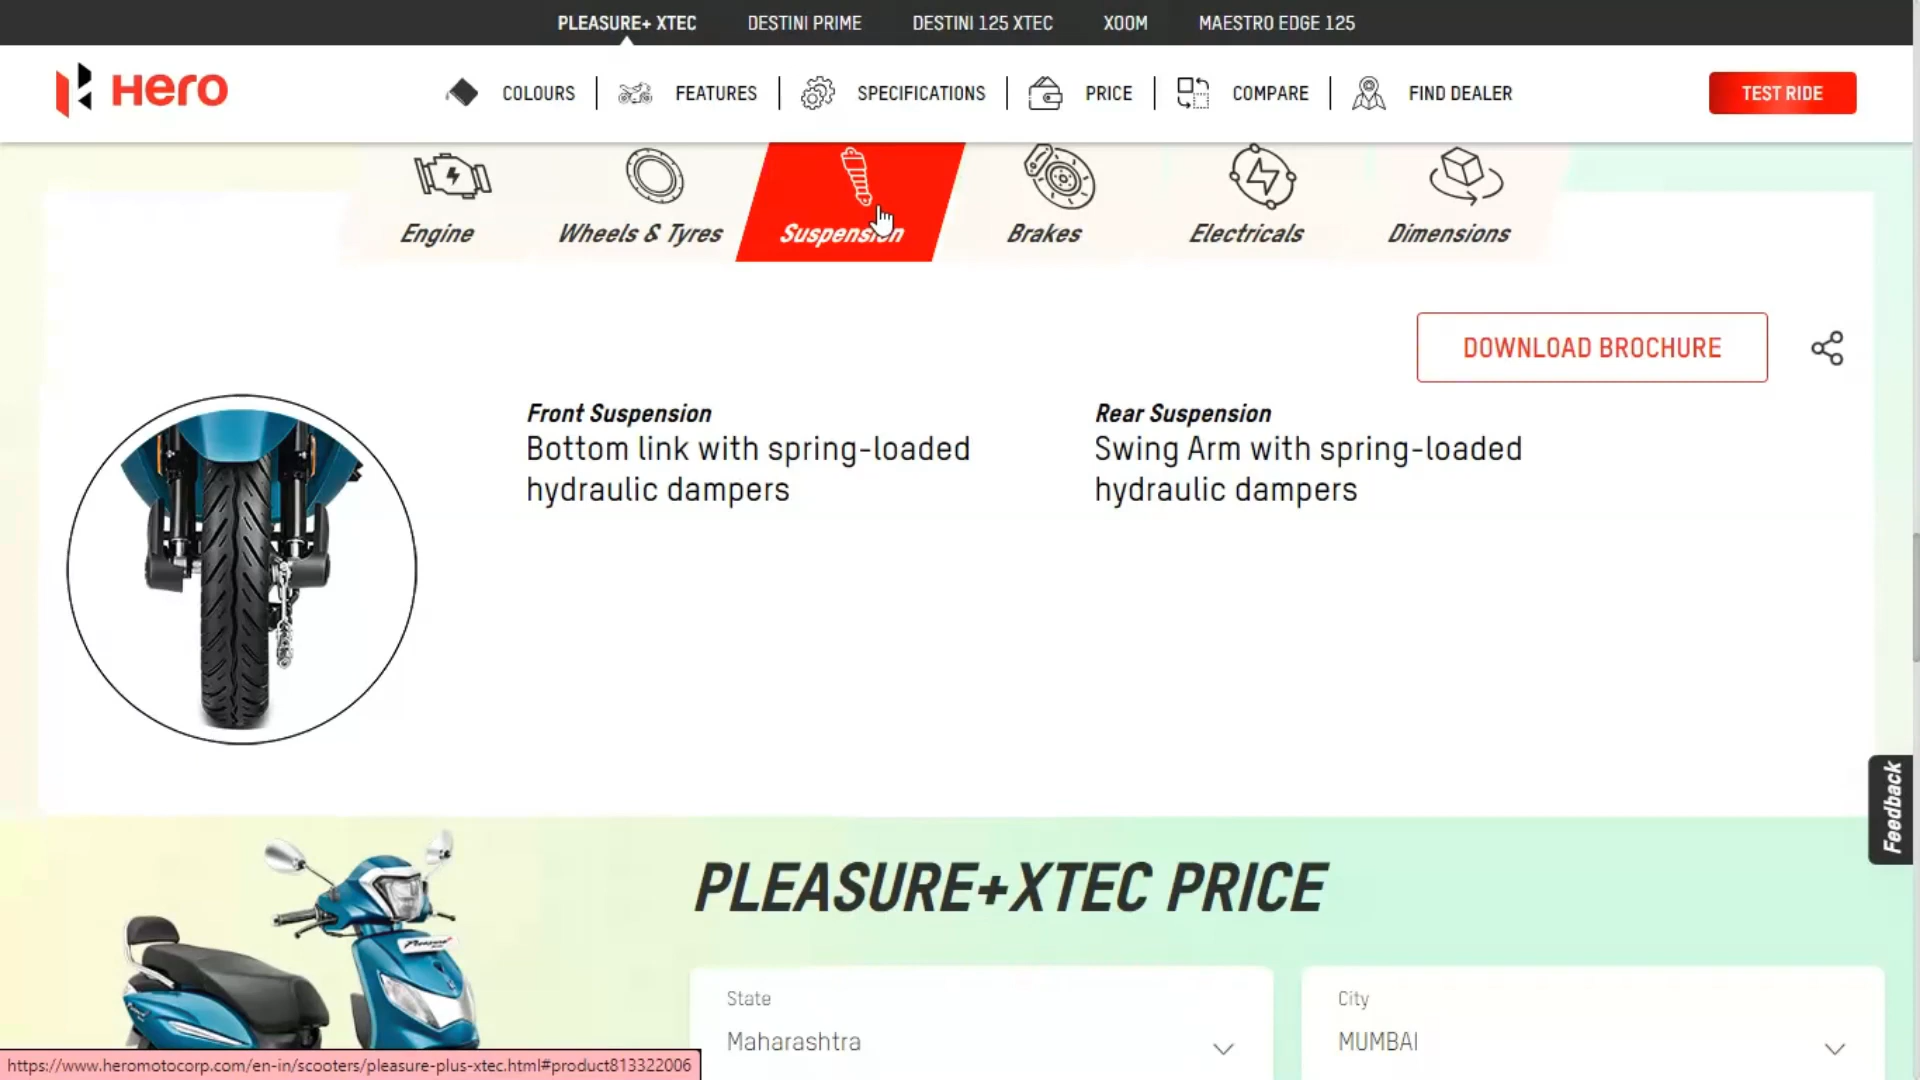 PLEASURE+ XTEC DESTINI PRIME DESTINI 125 XTEC XOOM MAESTRO EDGE 125
Hero COLOURS FEATURES SPECIFICATIONS PRICE COMPARE FIND DEALER TEST RIDE
Engine Wheels & Tyres Suspension Brakes Electricals Dimensions
DOWNLOAD BROCHURE
Front Suspension
Bottom link with spring-loaded
hydraulic dampers
Rear Suspension
Swing Arm with spring-loaded
hydraulic dampers
Feedback
PLEASURE+XTEC PRICE
Pleasure+
State
Maharashtra
City
MUMBAI
https://www.heromotocorp.com/en-in/scooters/pleasure-plus-xtec.html#product813322006